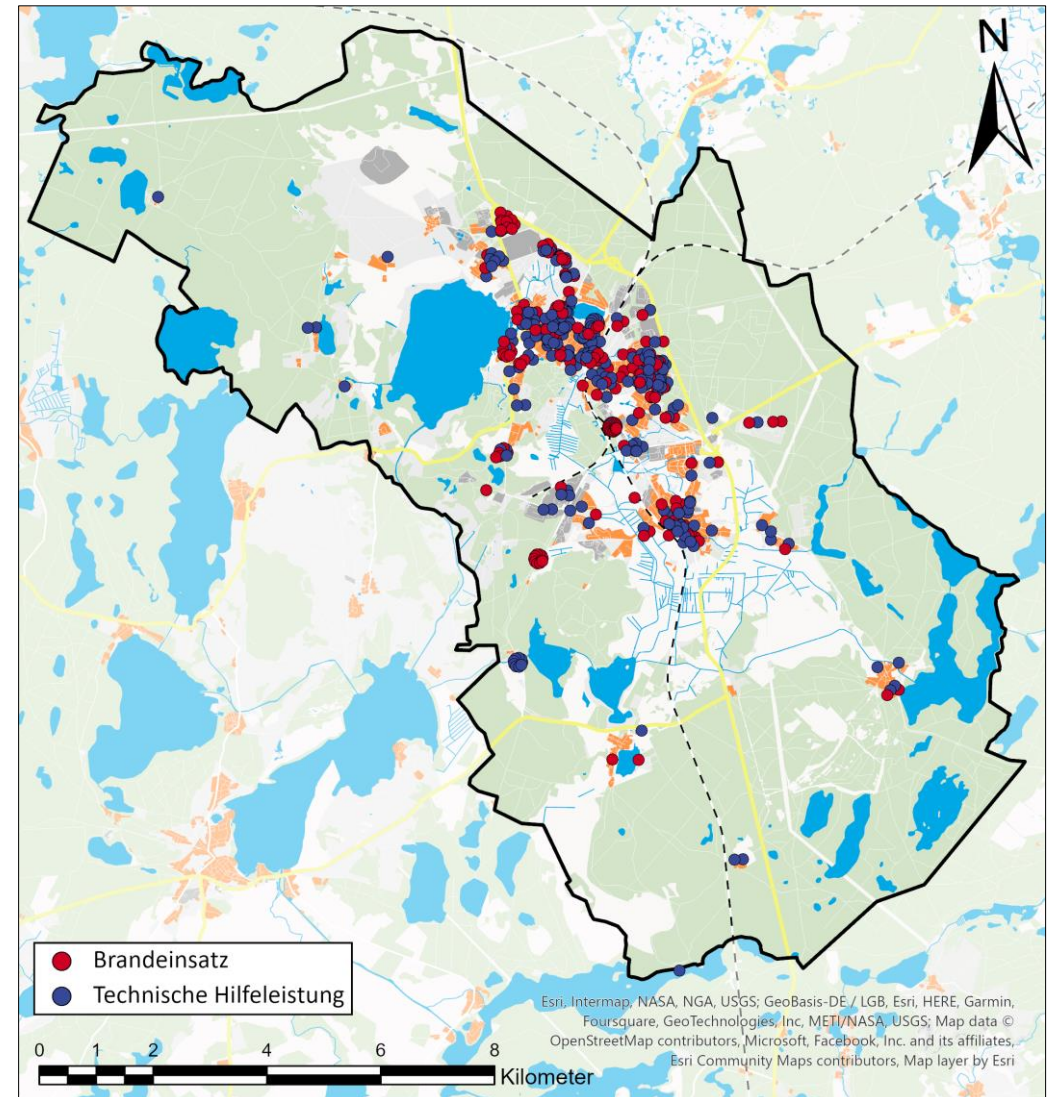 N
Brandeinsatz
Technische Hilfeleistung
Esri, Intermap, NASA, NGA, USGS; GeoBasis-DE / LGB, Esri, HERE, Garmin,
Foursquare, GeoTechnologies, Inc, METI/NASA, USGS; Map data ©
OpenStreetMap contributors, Microsoft, Facebook, Inc. and its affiliates,
Esri Community Maps contributors, Map layer by Esri
0 1 2 4 6 8
Kilometer